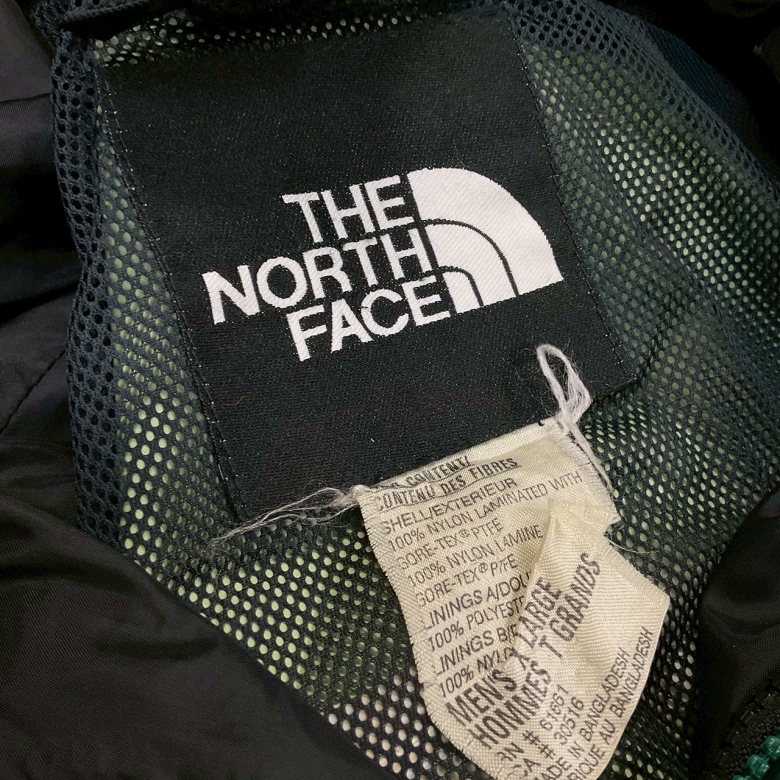 THE
NORTH
FACE
CONTENT
CONTENU DES FIBRES
SHELL/EXTERIEUR
100% NYLON LAMINATED WITH
GORE-TEX® PTFE
100% NYLON LAMINE
GORE-TEX® PTFE
LININGS A/DOU
100% POLYEST
LININGS B
100% NYL
MEN'S X LARGE
HOMMES T GRANDS
RN # 61661
CA # 30516
MADE IN BANGLADESH
BRIQUE AU BANGLADESH